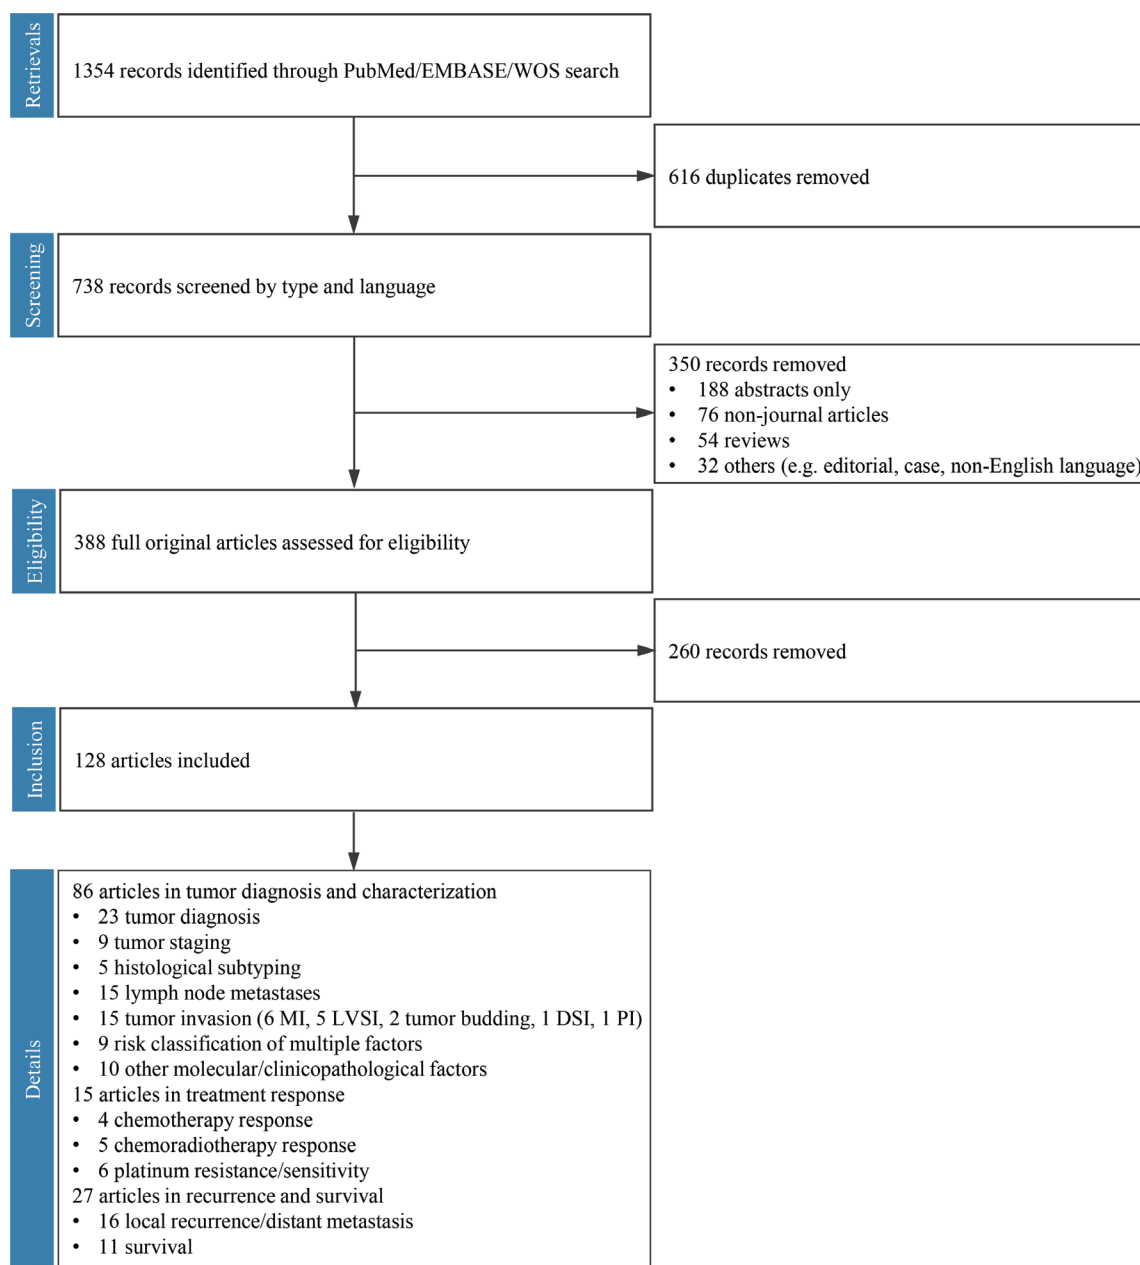 Retrievals
1354 records identified through PubMed/EMBASE/WOS search
616 duplicates removed
Screening
738 records screened by type and language
350 records removed
• 188 abstracts only
• 76 non-journal articles
• 54 reviews
• 32 others (e.g. editorial, case, non-English language)
Eligibility
388 full original articles assessed for eligibility
260 records removed
Inclusion
128 articles included
Details
86 articles in tumor diagnosis and characterization
• 23 tumor diagnosis
• 9 tumor staging
• 5 histological subtyping
• 15 lymph node metastases
• 15 tumor invasion (6 MI, 5 LVSI, 2 tumor budding, 1 DSI, 1 PI)
• 9 risk classification of multiple factors
• 10 other molecular/clinicopathological factors
15 articles in treatment response
• 4 chemotherapy response
• 5 chemoradiotherapy response
• 6 platinum resistance/sensitivity
27 articles in recurrence and survival
• 16 local recurrence/distant metastasis
• 11 survival